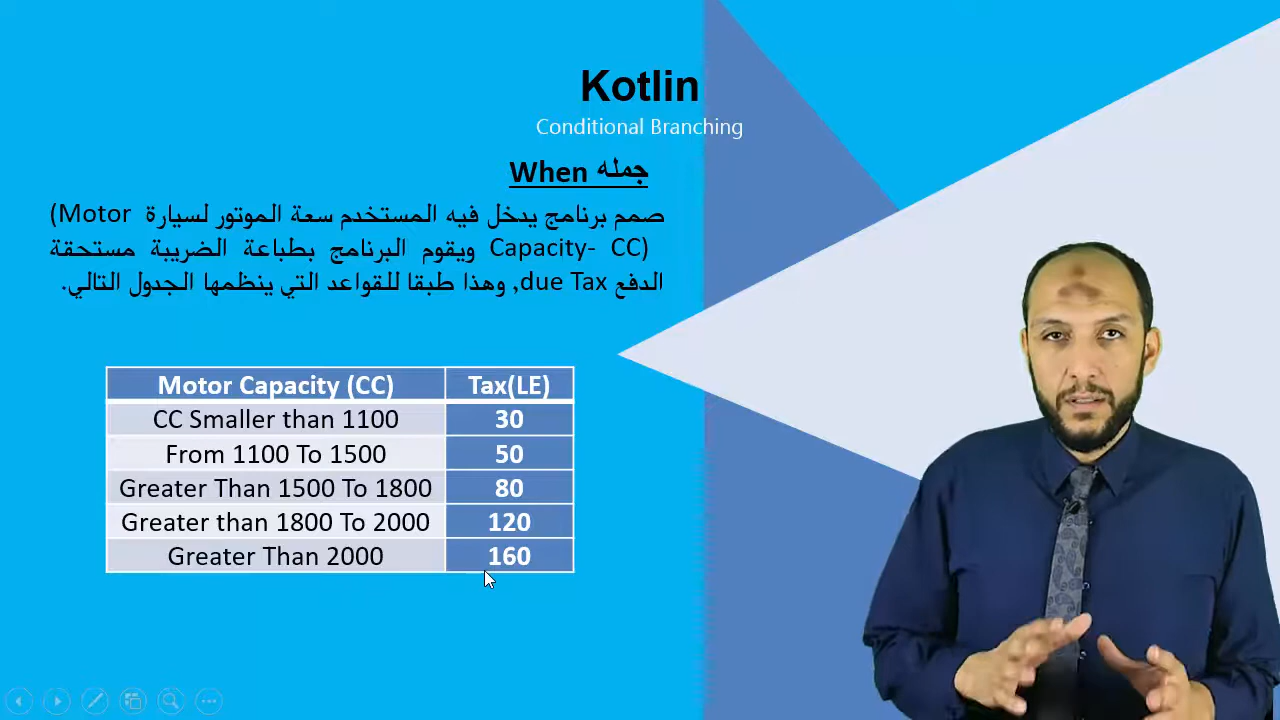 Kotlin
Conditional Branching
جمله When
صمم برنامج يدخل فيه المستخدم سعة الموتور لسيارة (Motor
Capacity- CC) ويقوم البرنامج بطباعة الضريبة مستحقة
الدفع due Tax, وهذا طبقا للقواعد التي ينظمها الجدول التالي.
Motor Capacity (CC) Tax(LE)
CC Smaller than 1100 30
From 1100 To 1500 50
Greater Than 1500 To 1800 80
Greater than 1800 To 2000 120
Greater Than 2000 160